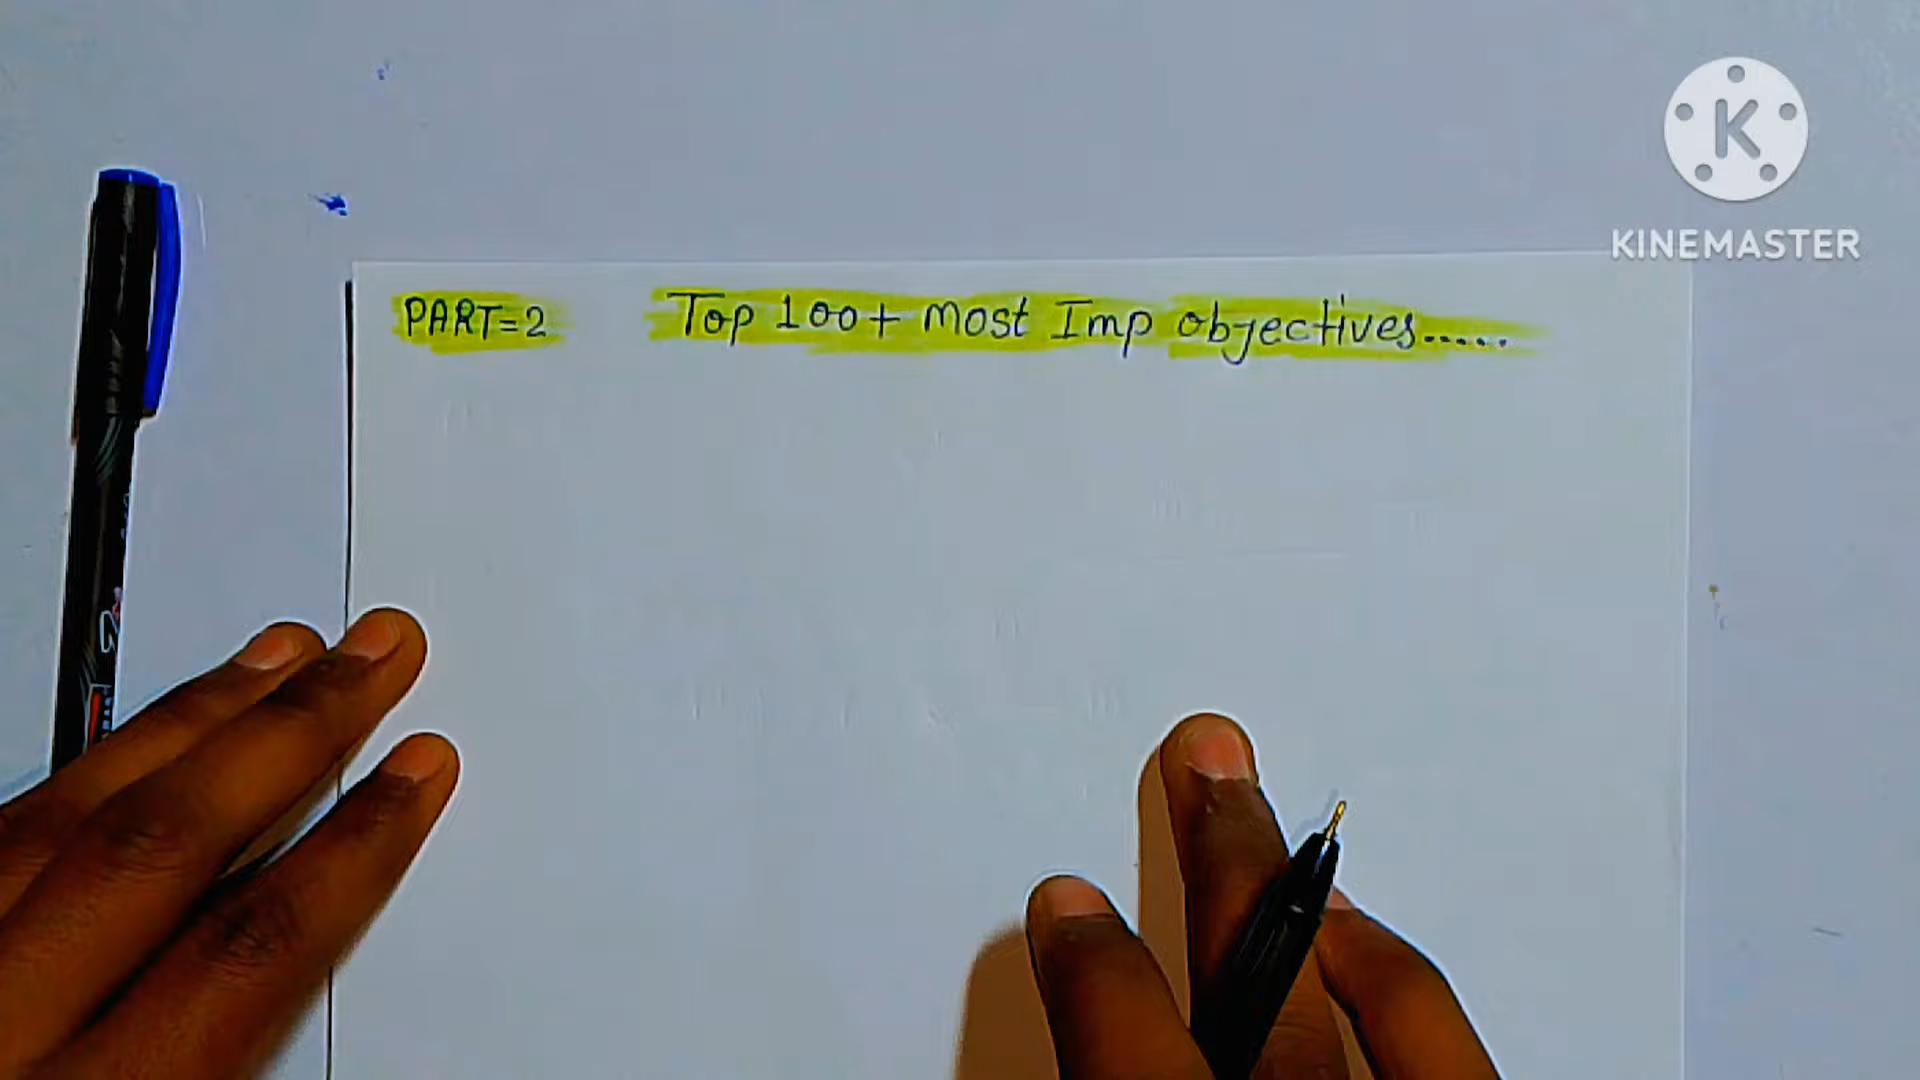 K
KINEMASTER
PART=2 Top 100+ most Imp objectives.....